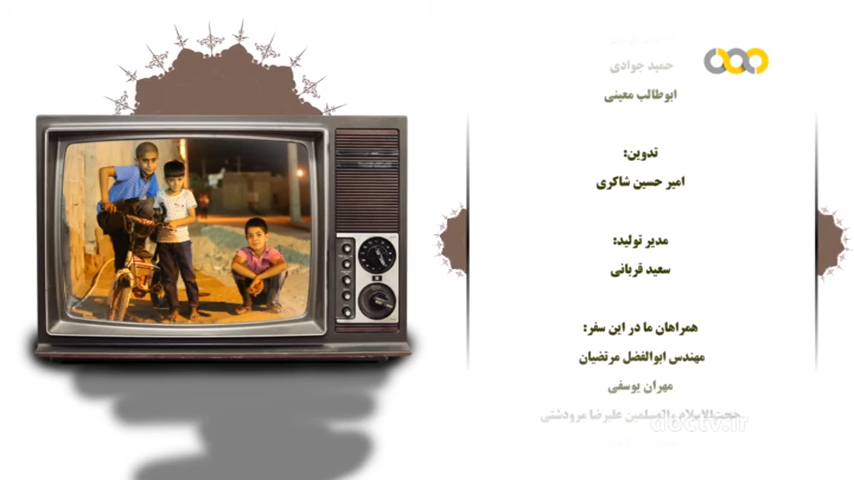 حمید جوادی
ابوطالب معینی
تدوین:
امیر حسین شاکری
مدیر تولید:
سعید قربانی
همراهان ما در این سفر:
مهندس ابوالفضل مرتضیان
مهران یوسفی
حجت‌الاسلام والمسلمین علیرضا مرودشتی
abctv.ir